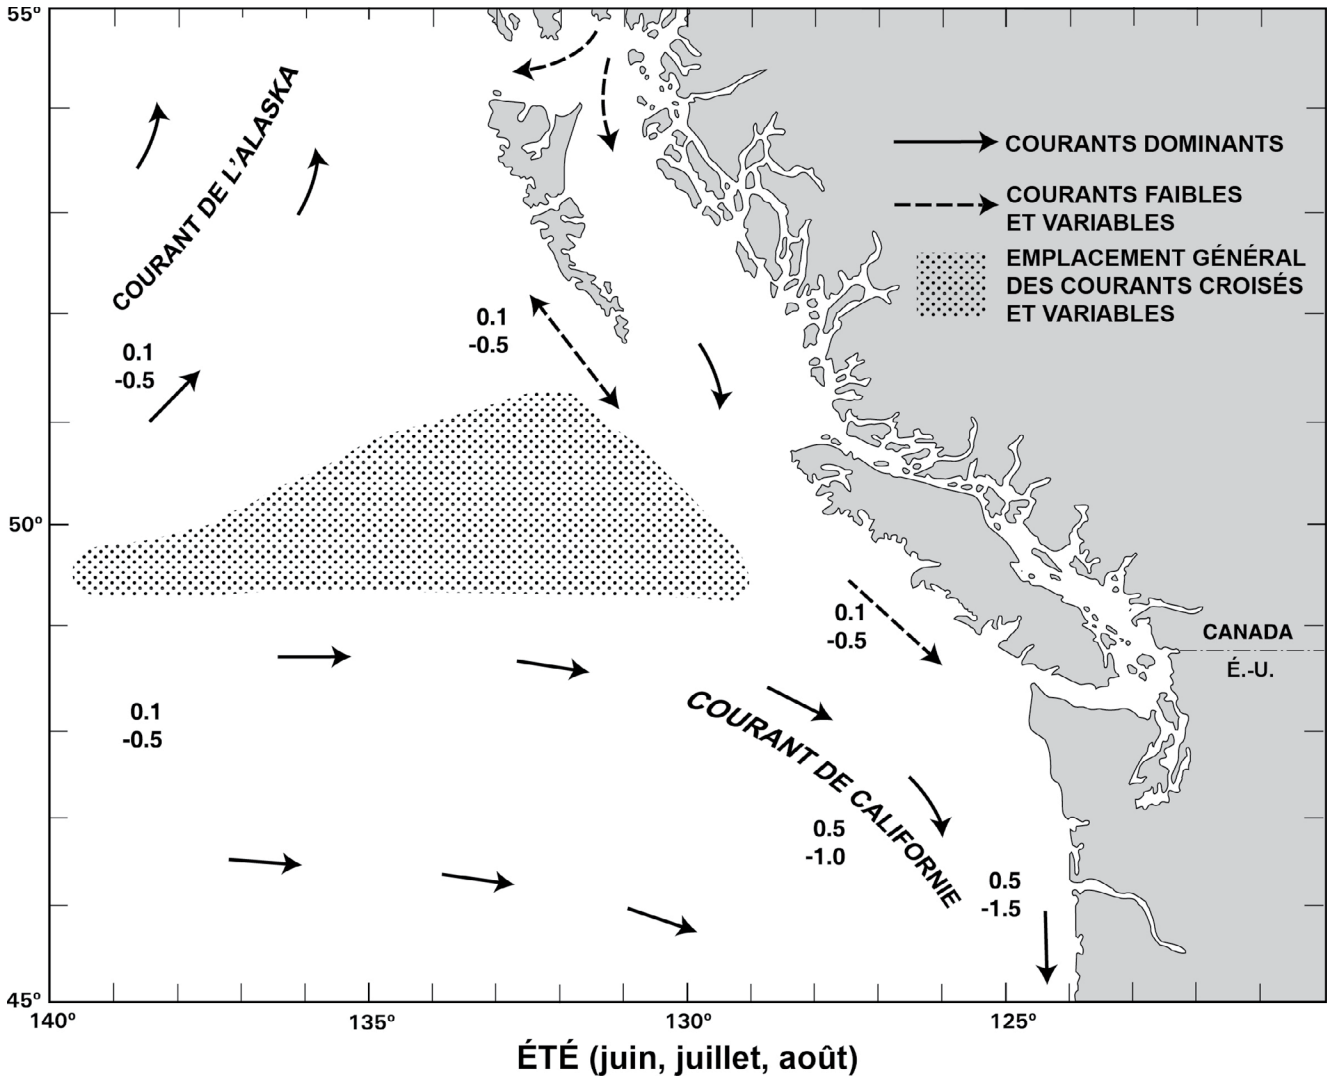 55º
COURANT DE L'ALASKA
COURANTS DOMINANTS
COURANTS FAIBLES
ET VARIABLES
EMPLACEMENT GÉNÉRAL
DES COURANTS CROISÉS
ET VARIABLES
0.1
-0.5
0.1
-0.5
50º
0.1
-0.5
CANADA
É.-U.
0.1
-0.5
COURANT DE CALIFORNIE
0.5
-1.0
0.5
-1.5
45º
140º
135º
130º
125º
ÉTÉ (juin, juillet, août)